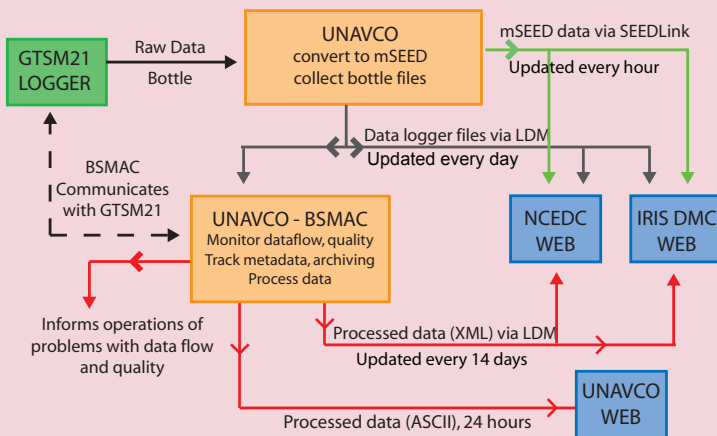 GTSM21
LOGGER
Raw Data
Bottle
UNAVCO
convert to mSEED
collect bottle files
mSEED data via SEEDLink
Updated every hour
Data logger files via LDM
Updated every day
BSMAC
Communicates
with GTSM21
UNAVCO - BSMAC
Monitor dataflow, quality
Track metadata, archiving
Process data
NCEDC
WEB
IRIS DMC
WEB
Informs operations of
problems with data flow
and quality
Processed data (XML) via LDM
Updated every 14 days
Processed data (ASCII), 24 hours
UNAVCO
WEB